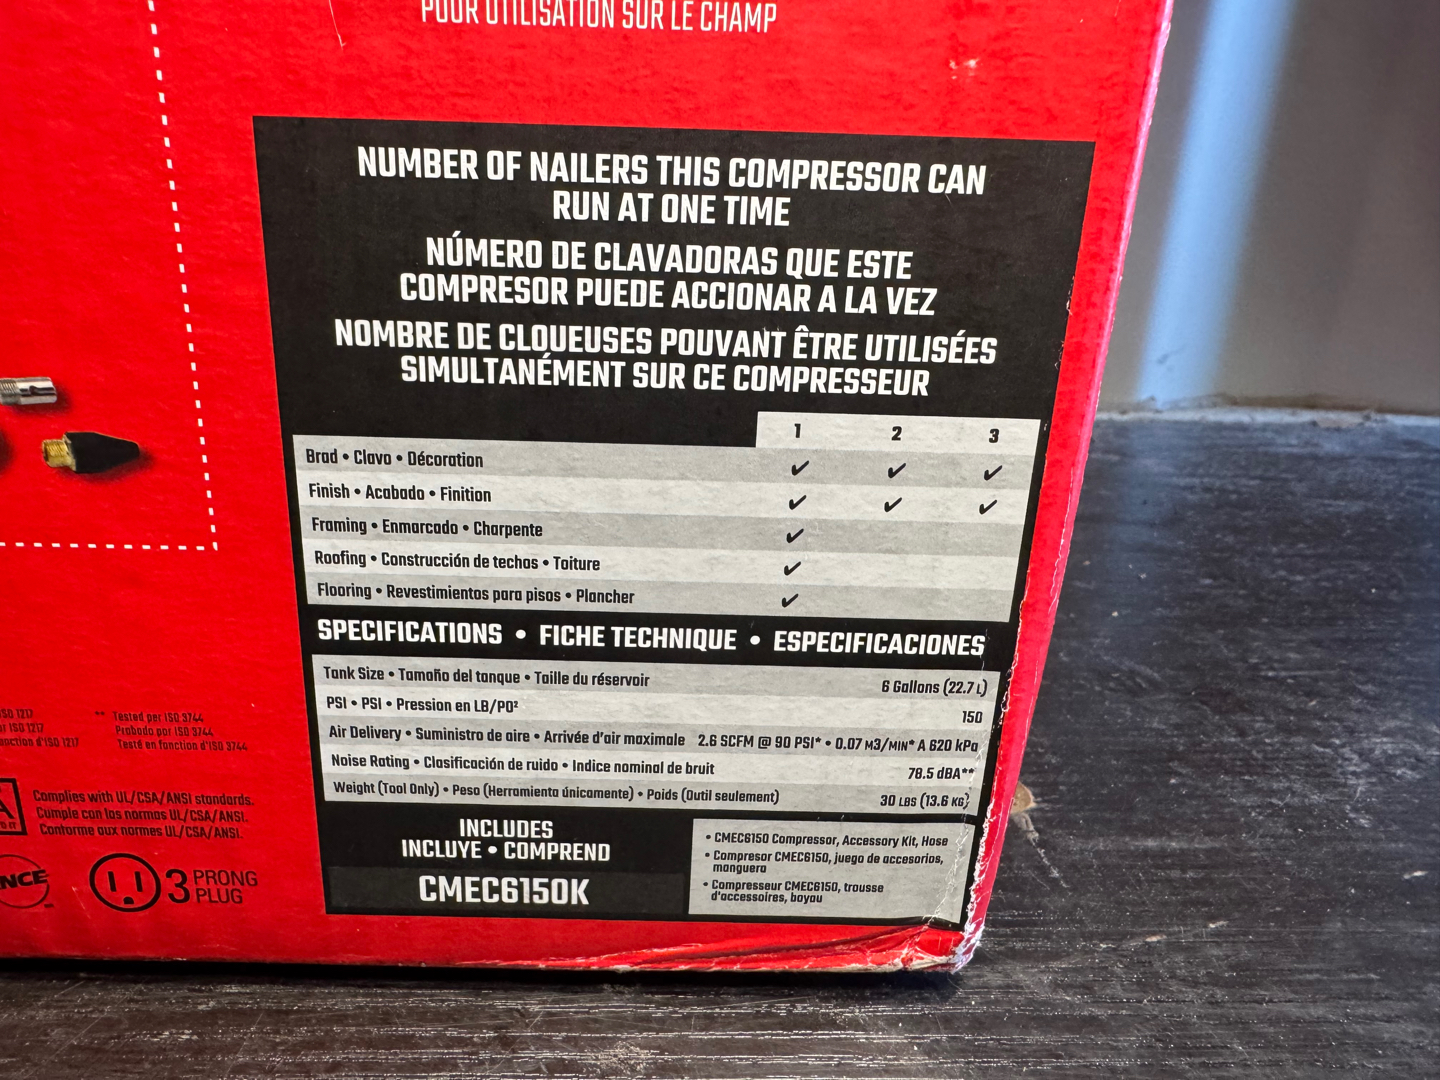 POUR UTILISATION SUR LE CHAMP
NUMBER OF NAILERS THIS COMPRESSOR CAN
RUN AT ONE TIME
NÚMERO DE CLAVADORAS QUE ESTE
COMPRESOR PUEDE ACCIONAR A LA VEZ
NOMBRE DE CLOUEUSES POUVANT ÊTRE UTILISÉES
SIMULTANÉMENT SUR CE COMPRESSEUR
1 2 3
Brad • Clavo • Décoration ✓ ✓ ✓
Finish • Acabado • Finition ✓ ✓ ✓
Framing • Enmarcado • Charpente ✓
Roofing • Construcción de techos • Toiture ✓
Flooring • Revestimientos para pisos • Plancher ✓
SPECIFICATIONS • FICHE TECHNIQUE • ESPECIFICACIONES
Tank Size • Tamaño del tanque • Taille du réservoir 6 Gallons (22.7 L)
PSI • PSI • Pression en LB/PO² 150
Air Delivery • Suministro de aire • Arrivée d'air maximale 2.6 SCFM @ 90 PSI* • 0.07 M3/MIN* A 620 kPa
Noise Rating • Clasificación de ruido • Indice nominal de bruit 78.5 dBA**
Weight (Tool Only) • Peso (Herramienta únicamente) • Poids (Outil seulement) 30 LBS (13.6 KG)
INCLUDES
INCLUYE • COMPREND
CMEC6150K
• CMEC6150 Compressor, Accessory Kit, Hose
• Compresor CMEC6150, juego de accesorios,
manguera
• Compresseur CMEC6150, trousse
d'accessoires, boyau
ISO 1217
ISO 1217
d'ISO 1217
** Tested per ISO 3744
Probado por ISO 3744
Testé en fonction d'ISO 3744
Complies with UL/CSA/ANSI standards.
Cumple con las normas UL/CSA/ANSI.
Conforme aux normes UL/CSA/ANSI.
3 PRONG
PLUG